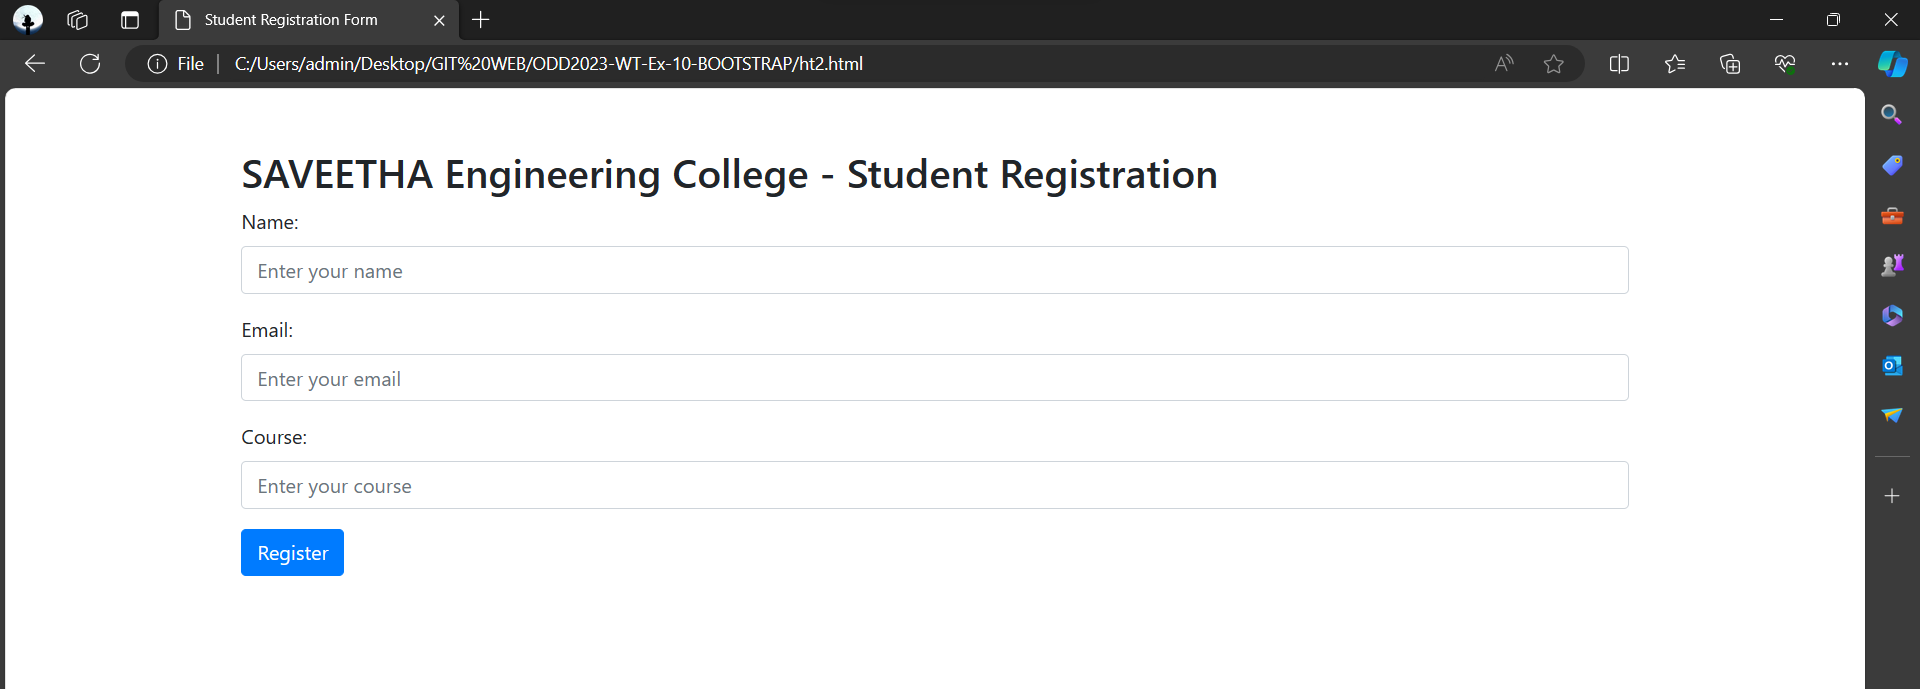 Student Registration Form
File
C:/Users/admin/Desktop/GIT%20WEB/ODD2023-WT-Ex-10-BOOTSTRAP/ht2.html
SAVEETHA Engineering College - Student Registration
Name:
Enter your name
Email:
Enter your email
Course:
Enter your course
Register